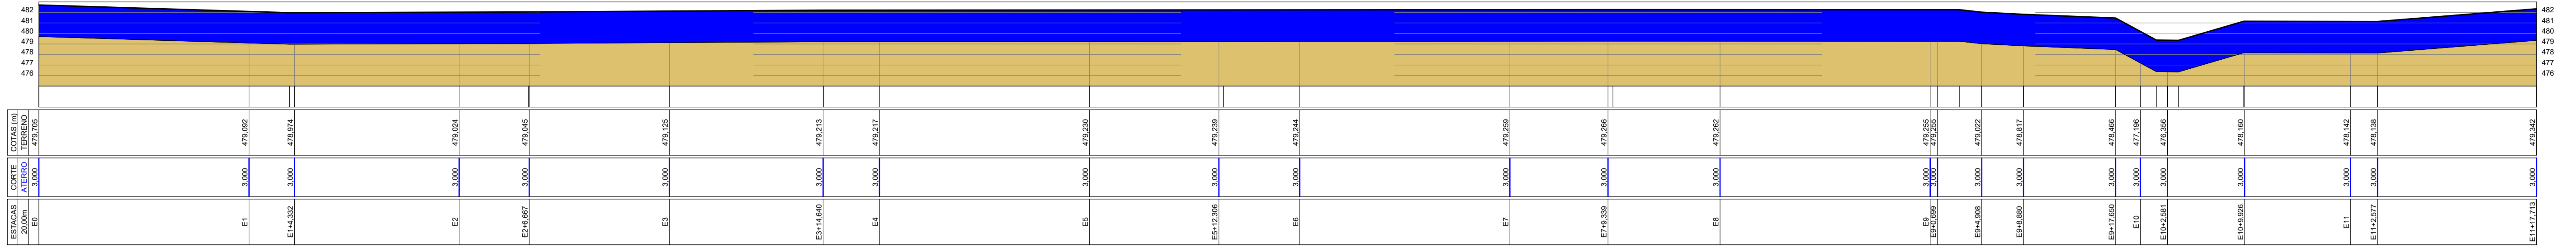 482 482
481 481
480 480
479 479
478 478
477 477
476 476
COTAS (m)
TERRENO
479,705 479,092 478,974 479,024 479,045 479,125 479,213 479,217 479,230 479,239 479,244 479,259 479,266 479,262 479,255 479,255 479,022 478,817 478,466 477,196 476,356 478,160 478,142 478,138 479,342
CORTE
ATERRO
3,000 3,000 3,000 3,000 3,000 3,000 3,000 3,000 3,000 3,000 3,000 3,000 3,000 3,000 3,000 3,000 3,000 3,000 3,000 3,000 3,000 3,000 3,000 3,000 3,000
ESTACAS
20,00m
E0 E1 E1+4,332 E2 E2+6,667 E3 E3+14,640 E4 E5 E5+12,306 E6 E7 E7+9,339 E8 E9 E9+0,699 E9+4,908 E9+8,880 E9+17,650 E10 E10+2,581 E10+9,926 E11 E11+2,577 E11+17,713